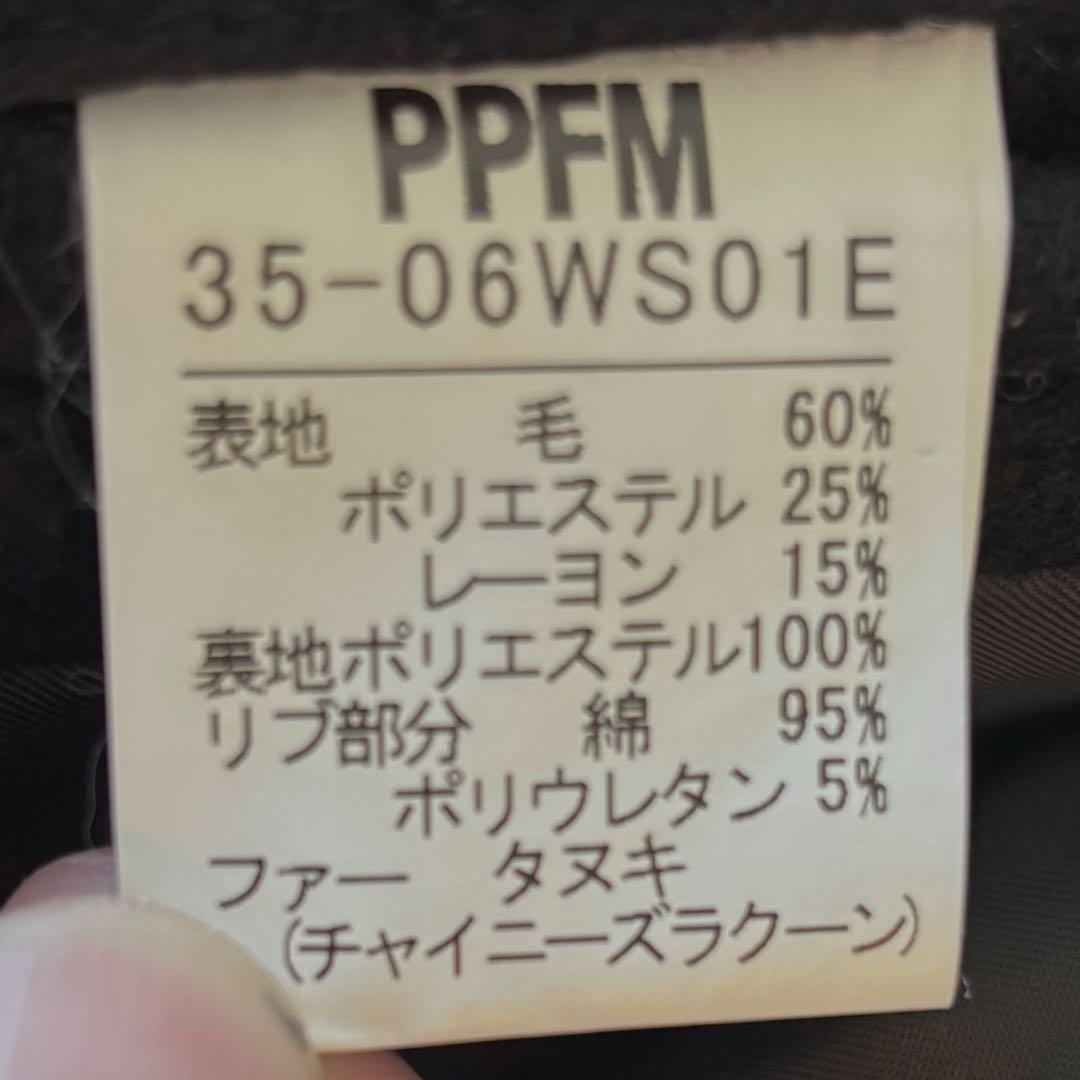 PPFM
35-06WS01E
表地 毛 60%
ポリエステル 25%
レーヨン 15%
裏地ポリエステル100%
リブ部分 綿 95%
ポリウレタン 5%
ファー タヌキ
(チャイニーズラクーン)